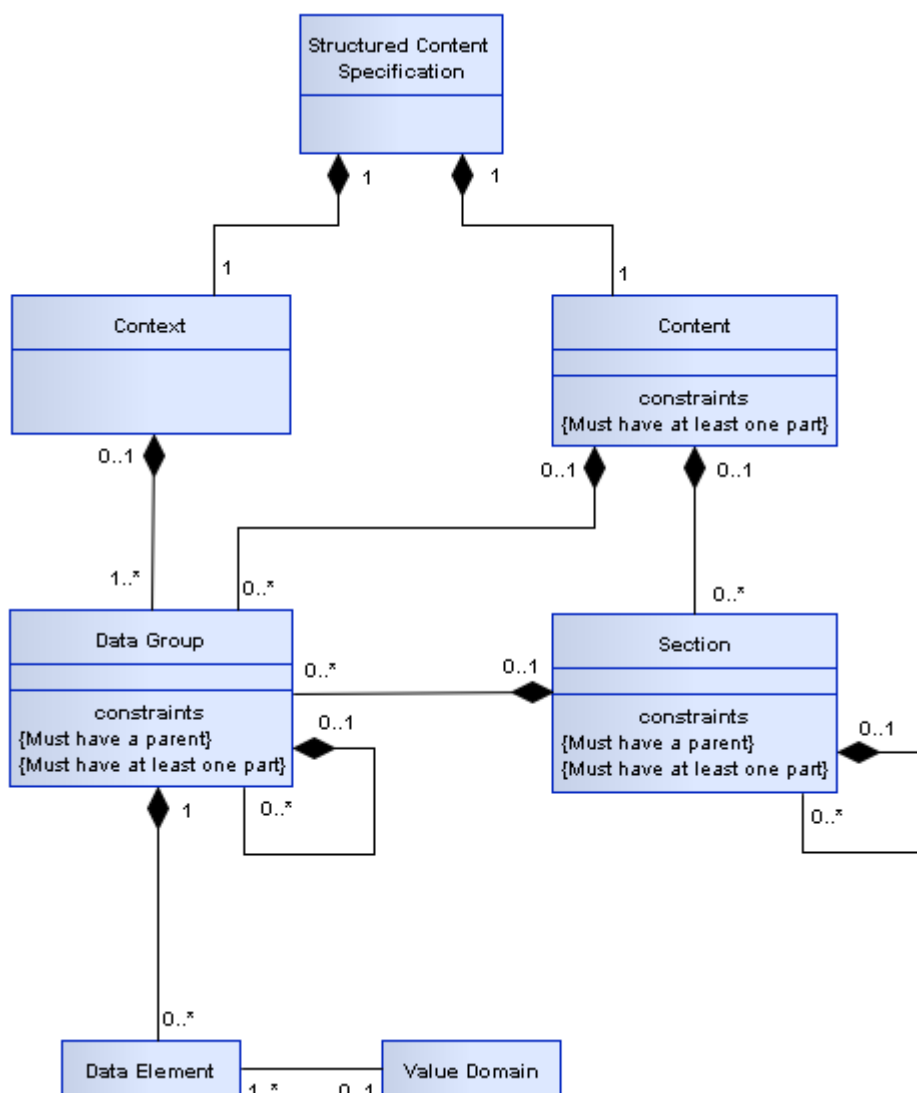 Structured Content
Specification
1
1
1
1
Context
Content
constraints
{Must have at least one part}
0..1
0..1
0..1
1..*
0..*
0..*
Data Group
Section
0..*
0..1
constraints
{Must have a parent}
{Must have at least one part}
0..1
constraints
{Must have a parent}
{Must have at least one part}
0..1
1
0..*
0..*
0..*
Data Element
Value Domain
1..*
0..1